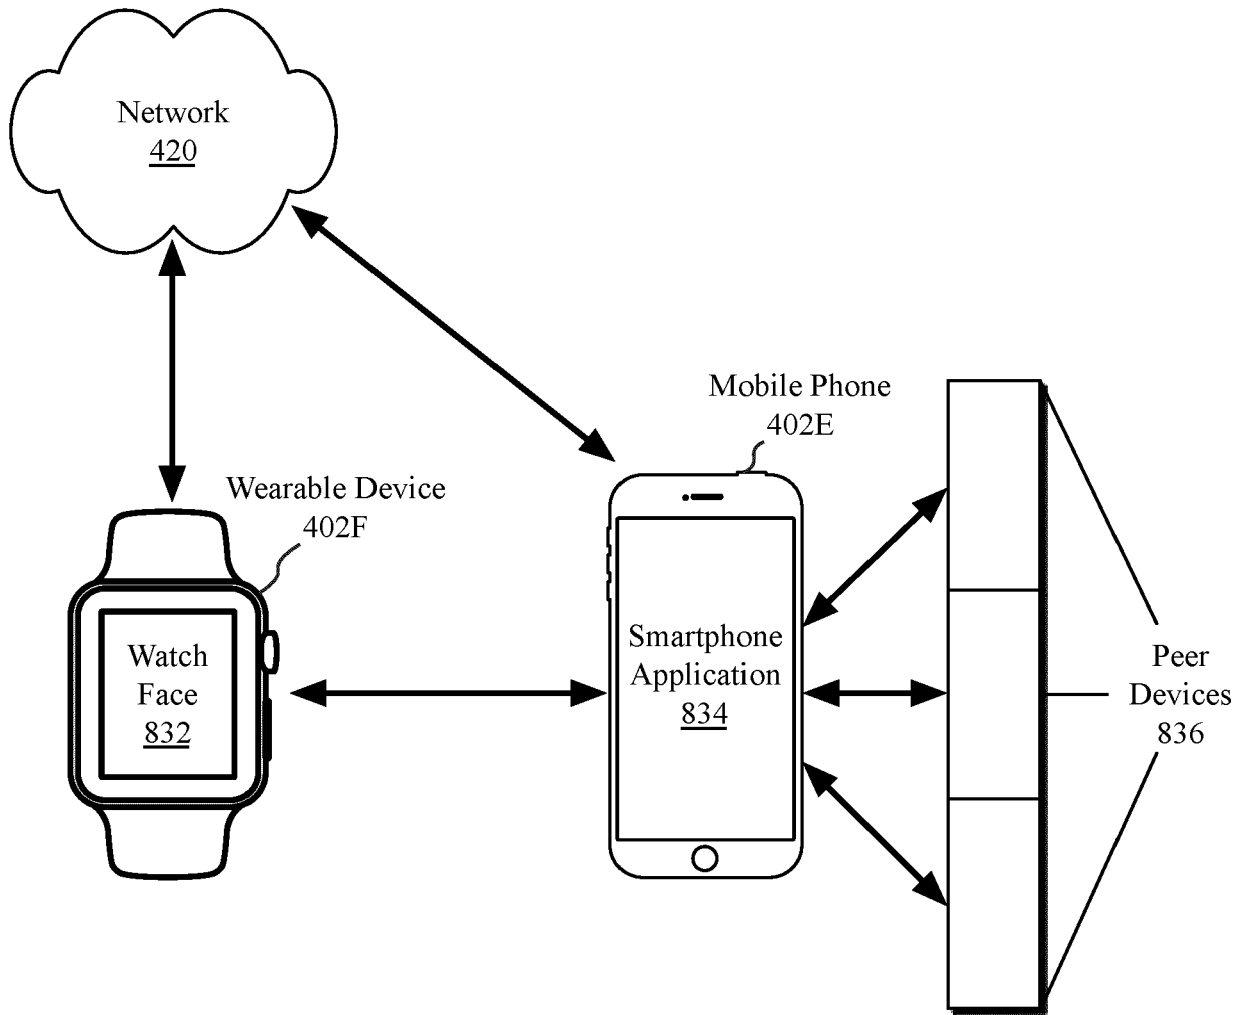 Network
420
Mobile Phone
402E
Wearable Device
402F
Watch
Face
832
Smartphone
Application
834
Peer
Devices
836